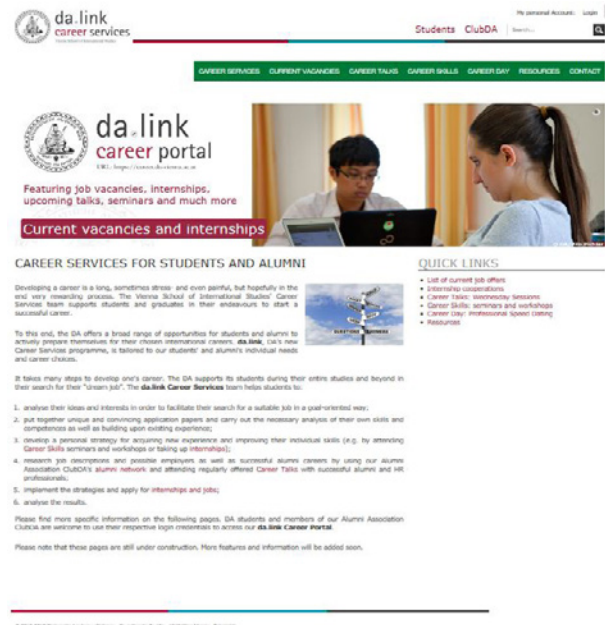 da.link
career services
My personal Account: Login
Students ClubDA Search...
CAREER SERVICES CURRENT VACANCIES CAREER TALKS CAREER SKILLS CAREER DAY RESOURCES CONTACT
da.link
career portal
Featuring job vacancies, internships,
upcoming talks, seminars and much more
Current vacancies and internships
CAREER SERVICES FOR STUDENTS AND ALUMNI
Developing a career is a long, sometimes stress- and even painful, but hopefully in the
end very rewarding process. The Vienna School of International Studies' Career
Services team supports students and graduates in their endeavours to start a
successful career.
To this end, the DA offers a broad range of opportunities for students and alumni to
actively prepare themselves for their chosen international careers. da.link, DA's new
Career Services programme, is tailored to our students' and alumni's individual needs
and career choices.
It takes many steps to develop one's career. The DA supports its students during their entire studies and beyond in
their search for their "dream job". The da.link Career Services team helps students to:
1. analyse their ideas and interests in order to facilitate their search for a suitable job in a goal-oriented way;
2. put together unique and convincing application papers and carry out the necessary analysis of their own skills and
competences as well as building upon existing experience;
3. develop a personal strategy for acquiring new experience and improving their individual skills (e.g. by attending
Career Skills seminars and workshops or taking up internships);
4. research job descriptions and possible employers as well as successful alumni careers by using our Alumni
Association ClubDA's alumni network and attending regularly offered Career Talks with successful alumni and HR
professionals;
5. implement the strategies and apply for internships and jobs;
6. analyse the results.
Please find more specific information on the following pages. DA students and members of our Alumni Association
ClubDA are welcome to use their respective login credentials to access our da.link Career Portal.
Please note that these pages are still under construction. More features and information will be added soon.
QUICK LINKS
List of current job offers
Internship cooperations
Career Talks: Wednesday Sessions
Career Skills: seminars and workshops
Career Day: Professional Speed Dating
Resources